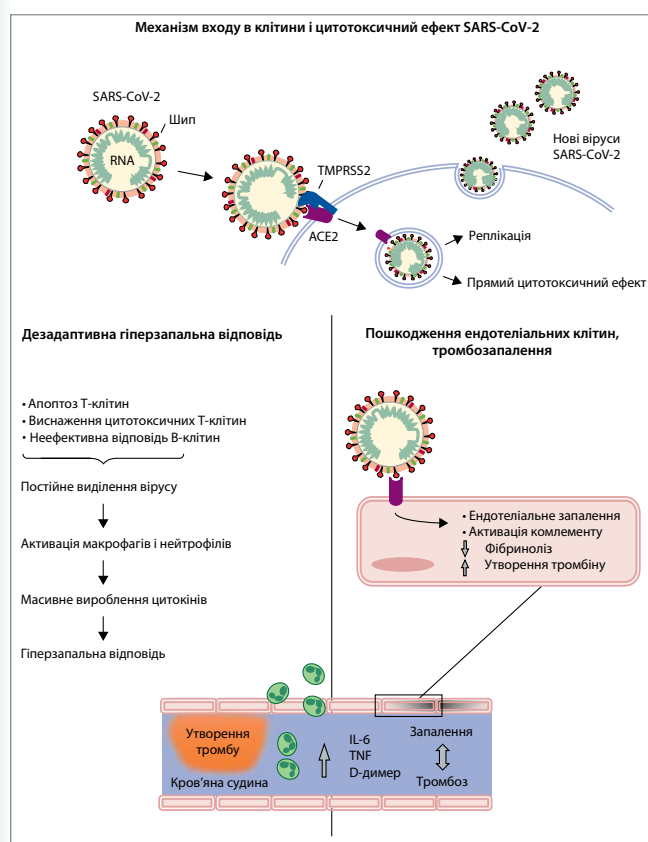 Механізм входу в клітини і цитотоксичний ефект SARS-CoV-2
SARS-CoV-2
Шип
RNA
TMPRSS2
ACE2
Нові віруси
SARS-CoV-2
Реплікація
Прямий цитотоксичний ефект
Дезадаптивна гіперзапальна відповідь
• Апоптоз Т-клітин
• Виснаження цитотоксичних Т-клітин
• Неефективна відповідь В-клітин
Постійне виділення вірусу
Активація макрофагів і нейтрофілів
Масивне вироблення цитокінів
Гіперзапальна відповідь
Пошкодження ендотеліальних клітин,
тромбозапалення
• Ендотеліальне запалення
• Активація комлементу
Фібриноліз
Утворення тромбіну
Утворення
тромбу
Кров'яна судина
IL-6
TNF
D-димер
Запалення
Тромбоз